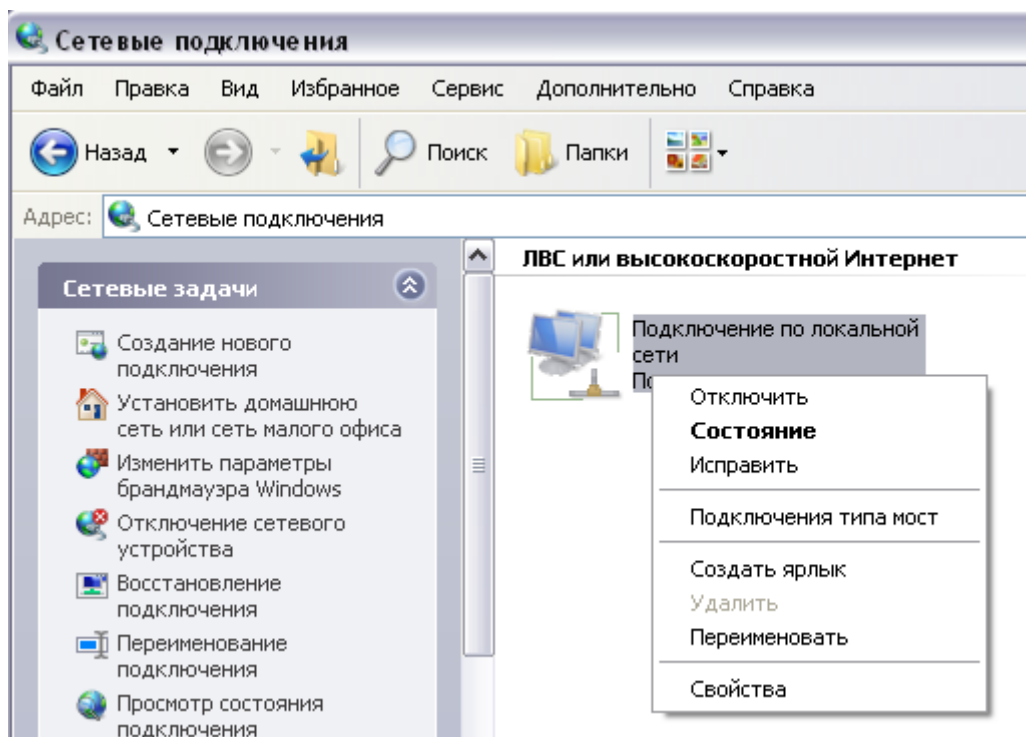 Сетевые подключения
Файл Правка Вид Избранное Сервис Дополнительно Справка
Назад Поиск Папки
Адрес: Сетевые подключения
Сетевые задачи
Создание нового
подключения
Установить домашнюю
сеть или сеть малого офиса
Изменить параметры
брандмауэра Windows
Отключение сетевого
устройства
Восстановление
подключения
Переименование
подключения
Просмотр состояния
подключения
ЛВС или высокоскоростной Интернет
Подключение по локальной
сети
Отключить
Состояние
Исправить
Подключения типа мост
Создать ярлык
Удалить
Переименовать
Свойства